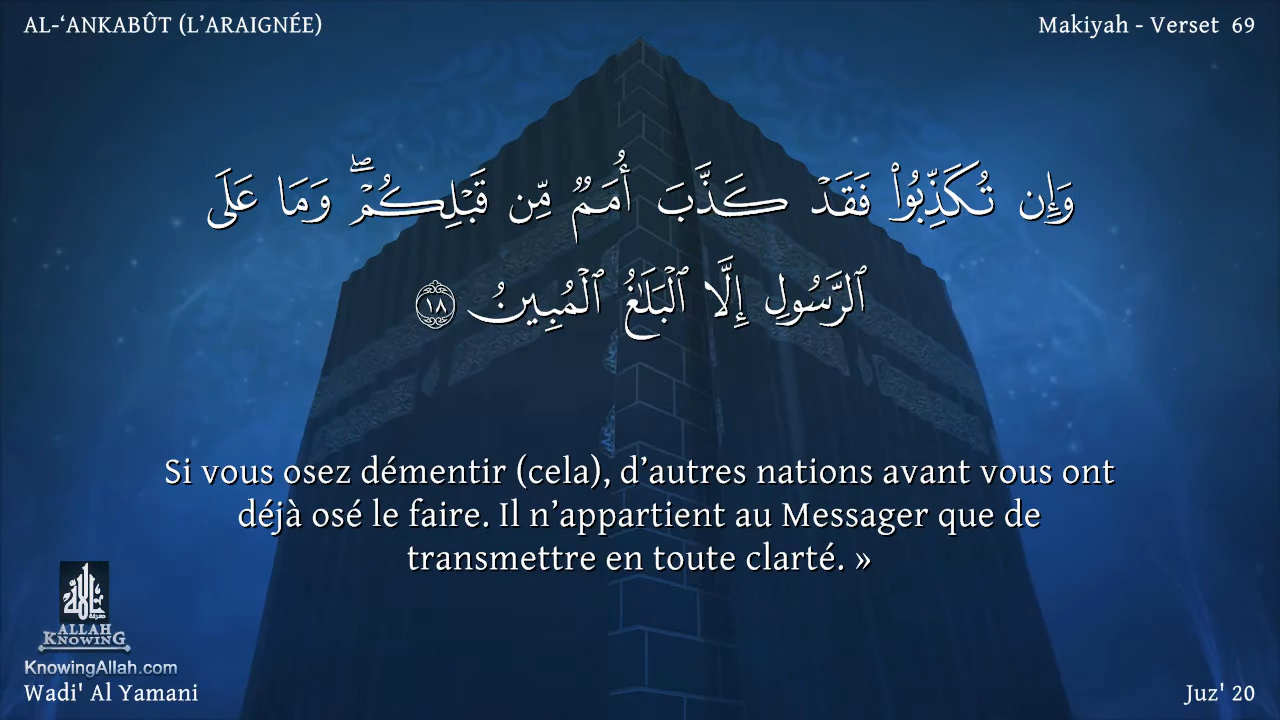 AL-‘ANKABÛT (L’ARAIGNÉE)
Makiyah - Verset 69
وَإِن تُكَذِّبُوا۟ فَقَدْ كَذَّبَ أُمَمٌۭ مِّن قَبْلِكُمْ ۖ وَمَا عَلَى
ٱلرَّسُولِ إِلَّا ٱلْبَلَـٰغُ ٱلْمُبِينُ ١٨
Si vous osez démentir (cela), d’autres nations avant vous ont
déjà osé le faire. Il n’appartient au Messager que de
transmettre en toute clarté. »
ALLAH
KNOWING
KnowingAllah.com
Wadi' Al Yamani
Juz' 20